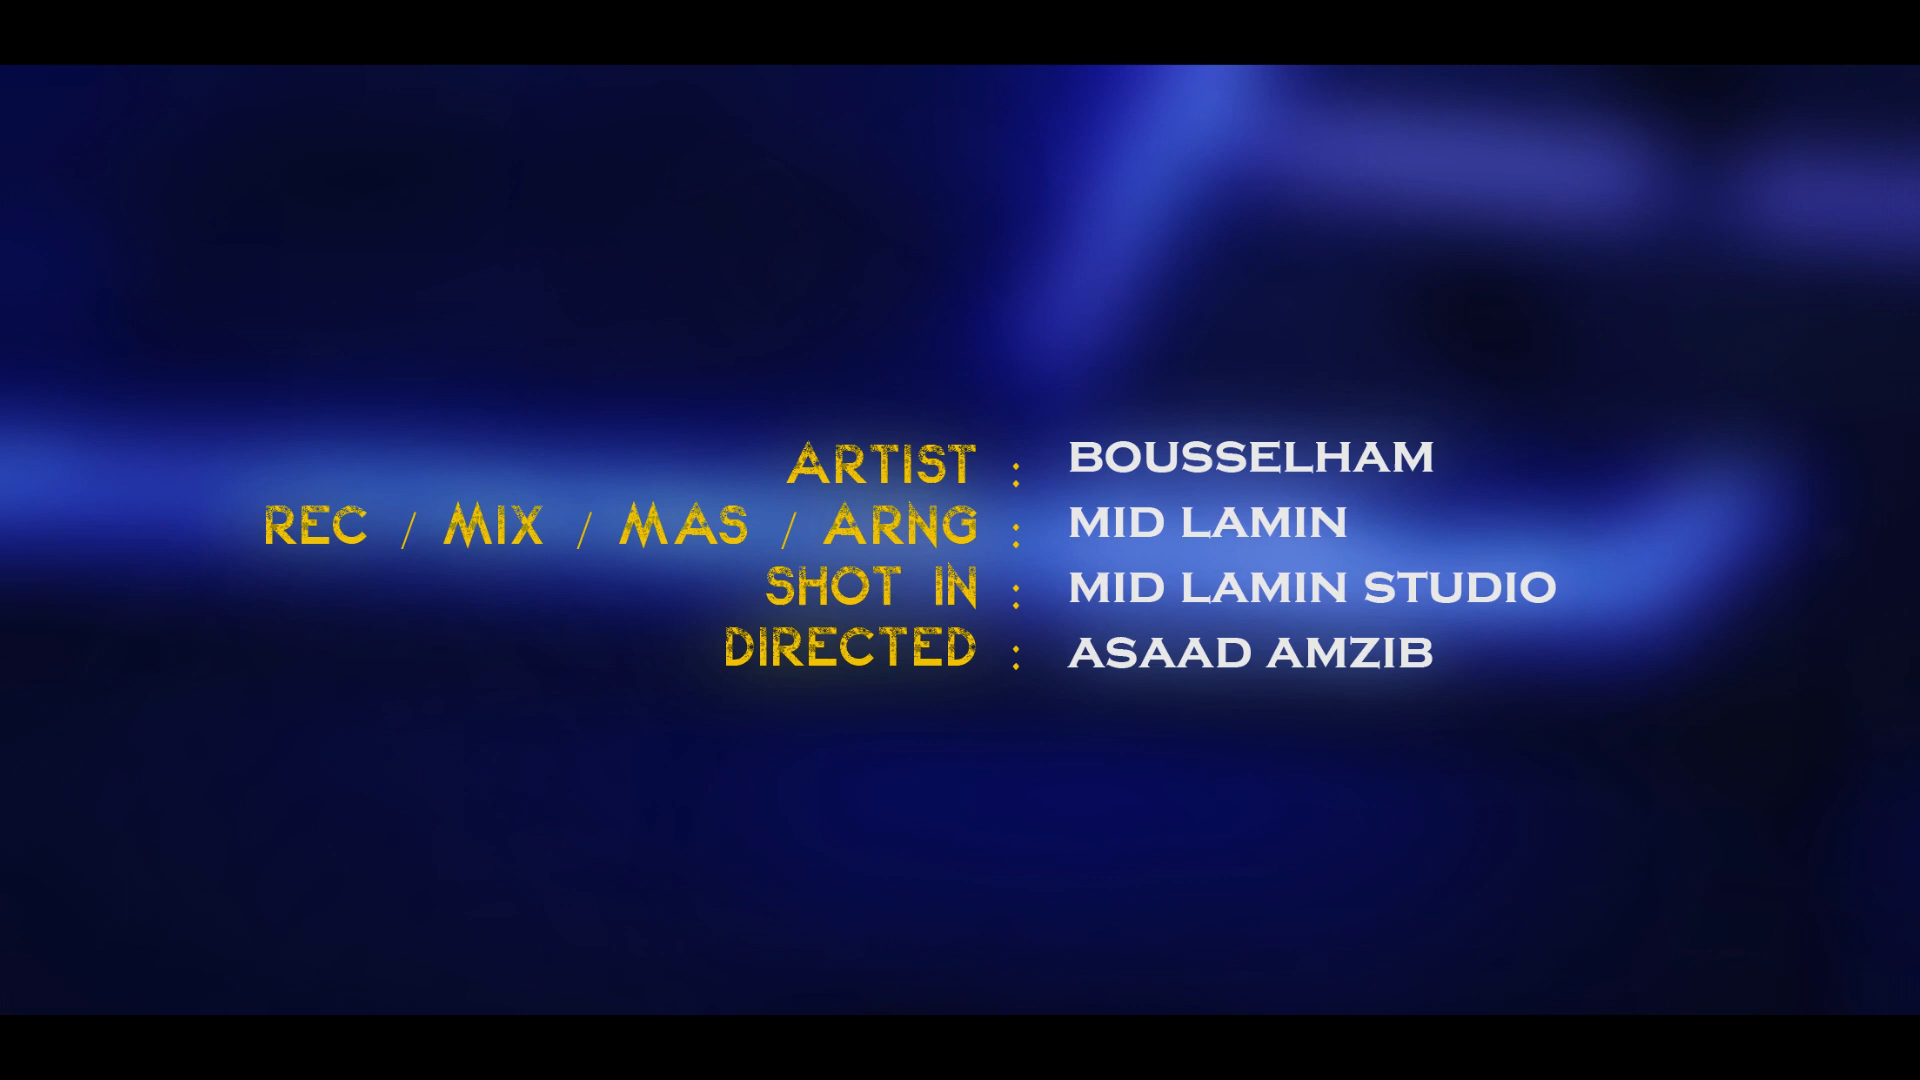 ARTIST : BOUSSELHAM
REC / MIX / MAS / ARNG : MID LAMIN
SHOT IN : MID LAMIN STUDIO
DIRECTED : ASAAD AMZIB